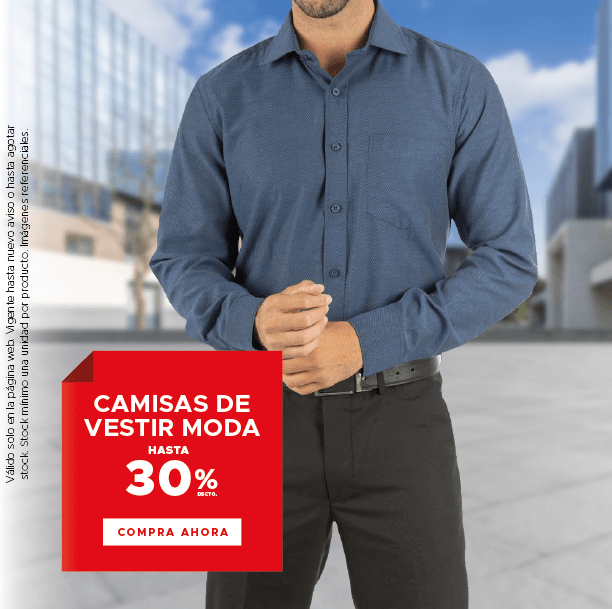 Válido solo en la página web. Vigente hasta nuevo aviso o hasta agotar
stock. Stock mínimo una unidad por producto. Imágenes referenciales.
CAMISAS DE
VESTIR MODA
HASTA
30%
DSCTO.
COMPRA AHORA